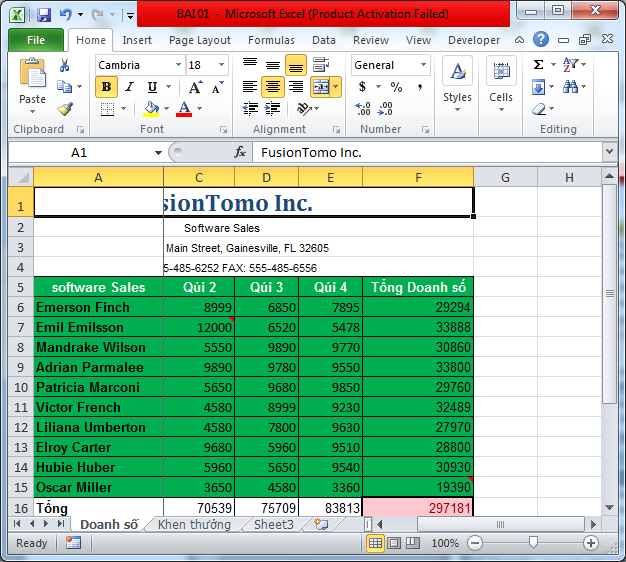 BAI 01 - Microsoft Excel (Product Activation Failed)
File Home Insert Page Layout Formulas Data Review View Developer
Cambria 18 General
Paste B I U A A A $ % , Σ Styles Cells
Clipboard Font Alignment Number Editing
A1 fx FusionTomo Inc.
A C D E F G H
1 sionTomo Inc.
2 Software Sales
3 Main Street, Gainesville, FL 32605
4 5-485-6252 FAX: 555-485-6556
5 software Sales Qúi 2 Qúi 3 Qúi 4 Tổng Doanh số
6 Emerson Finch 8999 6850 7895 29294
7 Emil Emilsson 12000 6520 5478 33888
8 Mandrake Wilson 5550 9890 9770 30860
9 Adrian Parmalee 9890 9780 9550 33800
10 Patricia Marconi 5650 9680 9850 29760
11 Victor French 4580 8999 9230 32489
12 Liliana Umberton 4580 7800 9630 27970
13 Elroy Carter 9680 5960 9510 28800
14 Hubie Huber 5960 5650 9540 30930
15 Oscar Miller 3650 4580 3360 19390
16 Tổng 70539 75709 83813 297181
Doanh số Khen thưởng Sheet3
Ready 100%